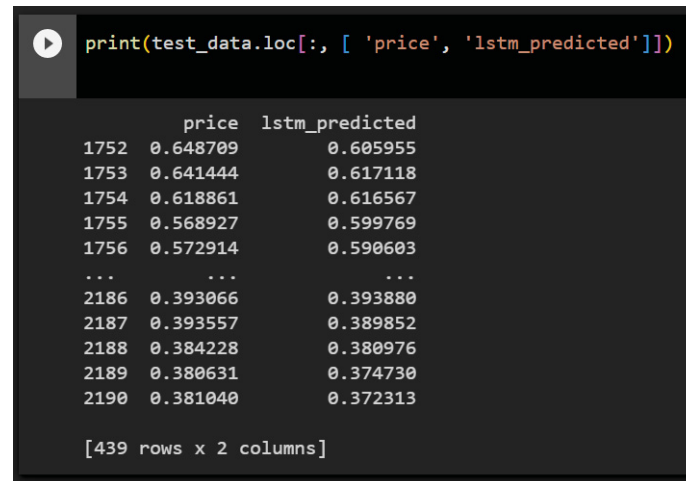 print(test_data.loc[:, [ 'price', 'lstm_predicted']])
price lstm_predicted
1752 0.648709 0.605955
1753 0.641444 0.617118
1754 0.618861 0.616567
1755 0.568927 0.599769
1756 0.572914 0.590603
... ... ...
2186 0.393066 0.393880
2187 0.393557 0.389852
2188 0.384228 0.380976
2189 0.380631 0.374730
2190 0.381040 0.372313
[439 rows x 2 columns]